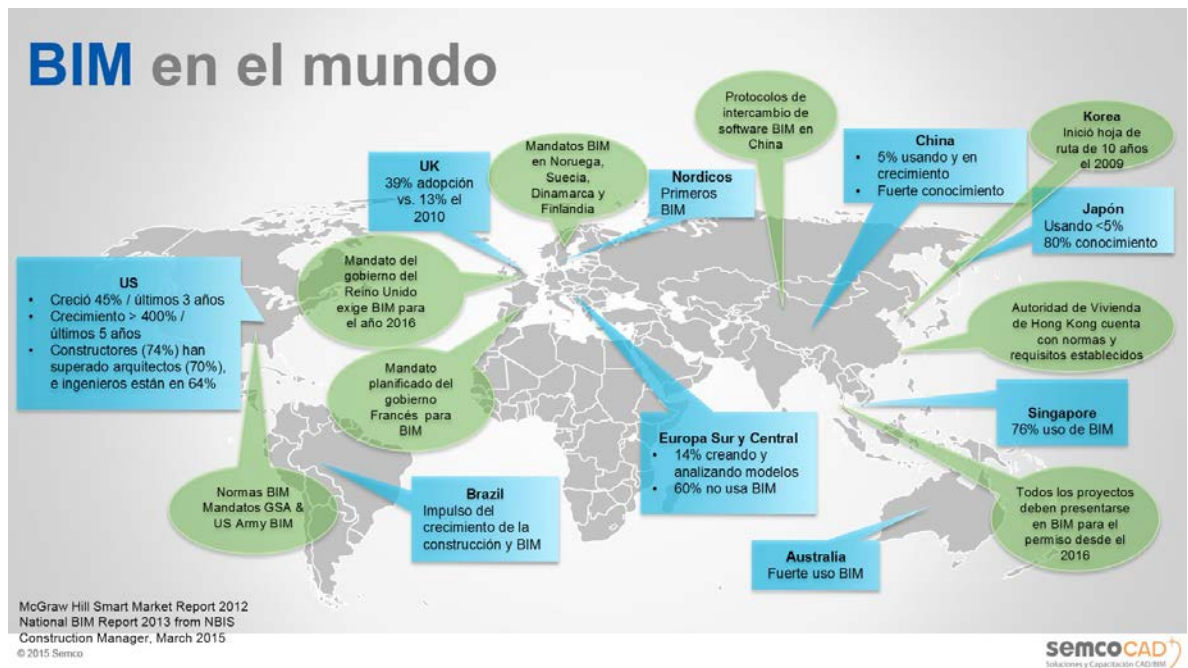 BIM en el mundo
Protocolos de
intercambio de
software BIM en
China
Korea
Inició hoja de
ruta de 10 años
el 2009
China
• 5% usando y en
crecimiento
• Fuerte conocimiento
Mandatos BIM
en Noruega,
Suecia,
Dinamarca y
Finlandia
UK
39% adopción
vs. 13% el
2010
Nordicos
Primeros
BIM
Japón
Usando <5%
80% conocimiento
US
• Creció 45% / últimos 3 años
• Crecimiento > 400% /
últimos 5 años
• Constructores (74%) han
superado arquitectos (70%),
e ingenieros están en 64%
Mandato del
gobierno del
Reino Unido
exige BIM para
el año 2016
Autoridad de Vivienda
de Hong Kong cuenta
con normas y
requisitos establecidos
Mandato
planificado del
gobierno
Francés para
BIM
Europa Sur y Central
• 14% creando y
analizando modelos
• 60% no usa BIM
Singapore
76% uso de BIM
Normas BIM
Mandatos GSA &
US Army BIM
Brazil
Impulso del
crecimiento de la
construcción y BIM
Todos los proyectos
deben presentarse
en BIM para el
permiso desde el
2016
Australia
Fuerte uso BIM
McGraw Hill Smart Market Report 2012
National BIM Report 2013 from NBIS
Construction Manager, March 2015
© 2015 Semco
semcoCAD
Soluciones y Capacitación CAD/BIM